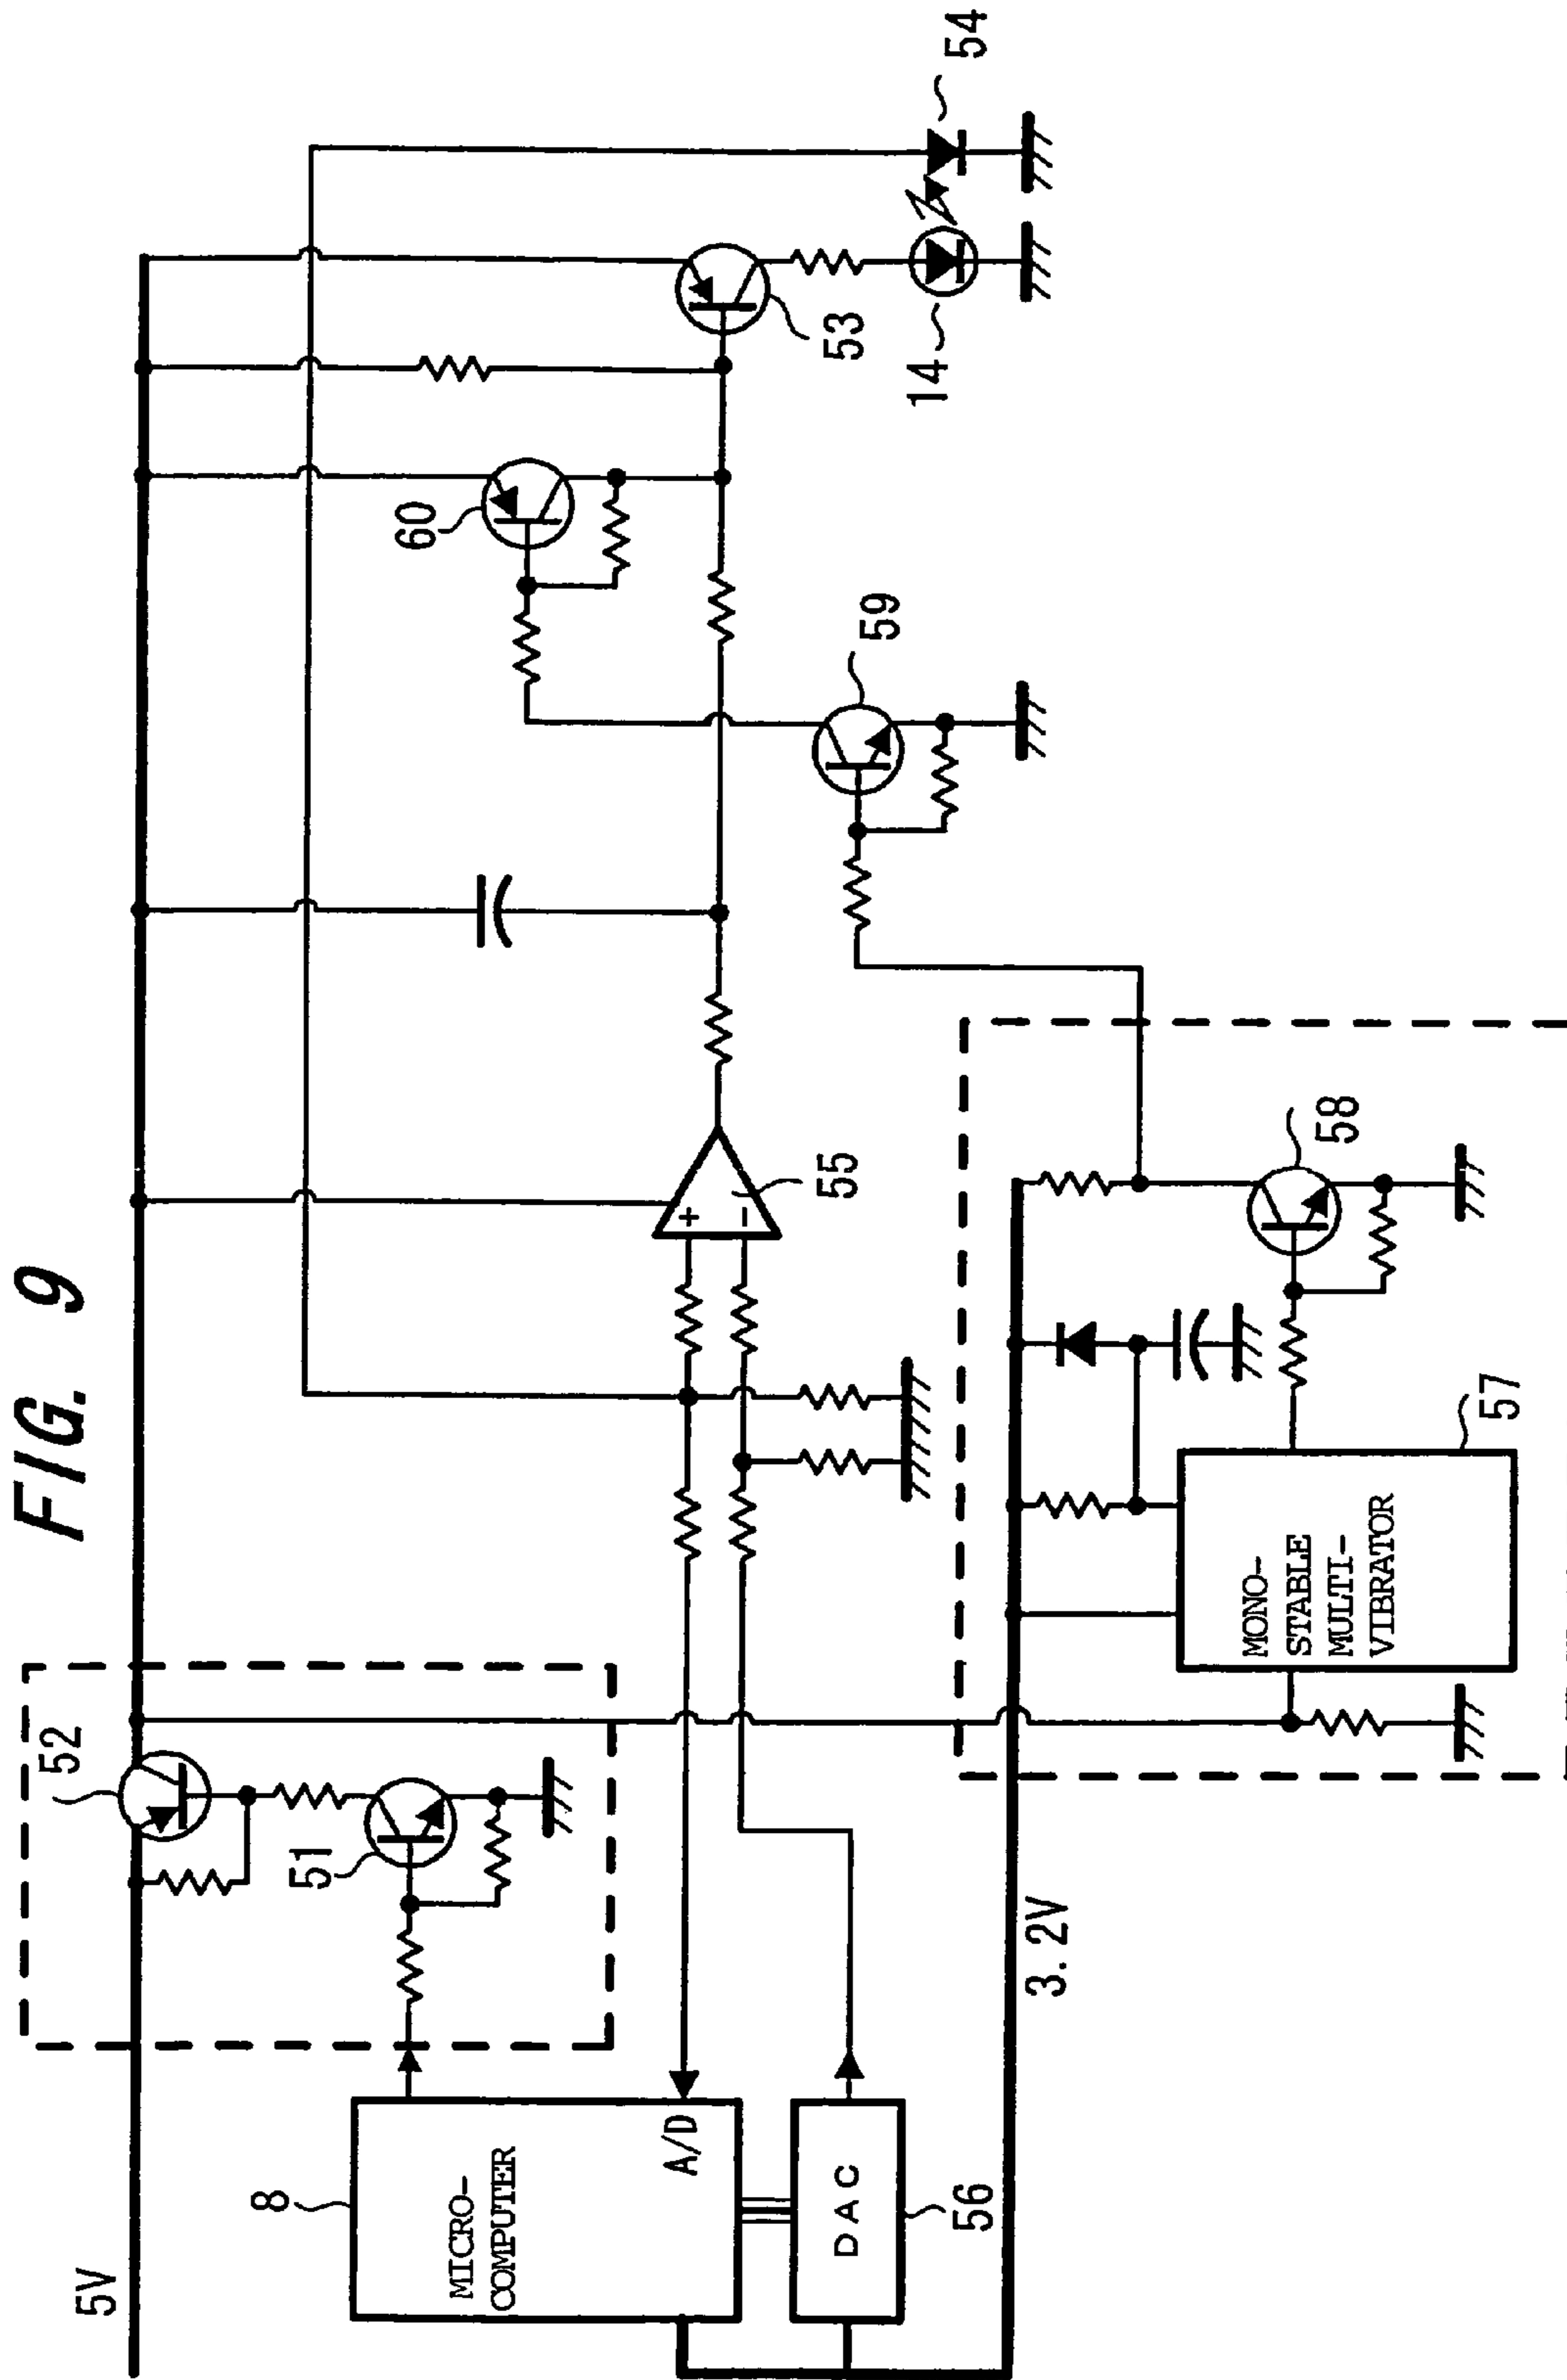 FIG. 9
5V
52
51
8
MICRO-
COMPUTER
A/D
DAC
56
3.2V
55
60
53
59
14
54
MONO-
STABLE
MULTI-
VIBRATOR
57
58
+
-